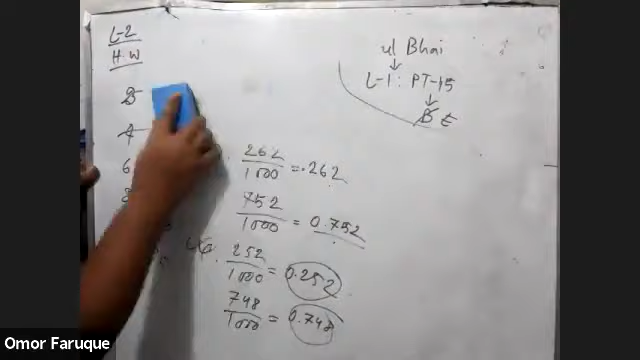 L-2
H.W
ul Bhai
L-1 : PT-15
E
6
262/1000 = .262
752/1000 = 0.752
252/1000 = 0.252
748/1000 = 0.748
Omor Faruque